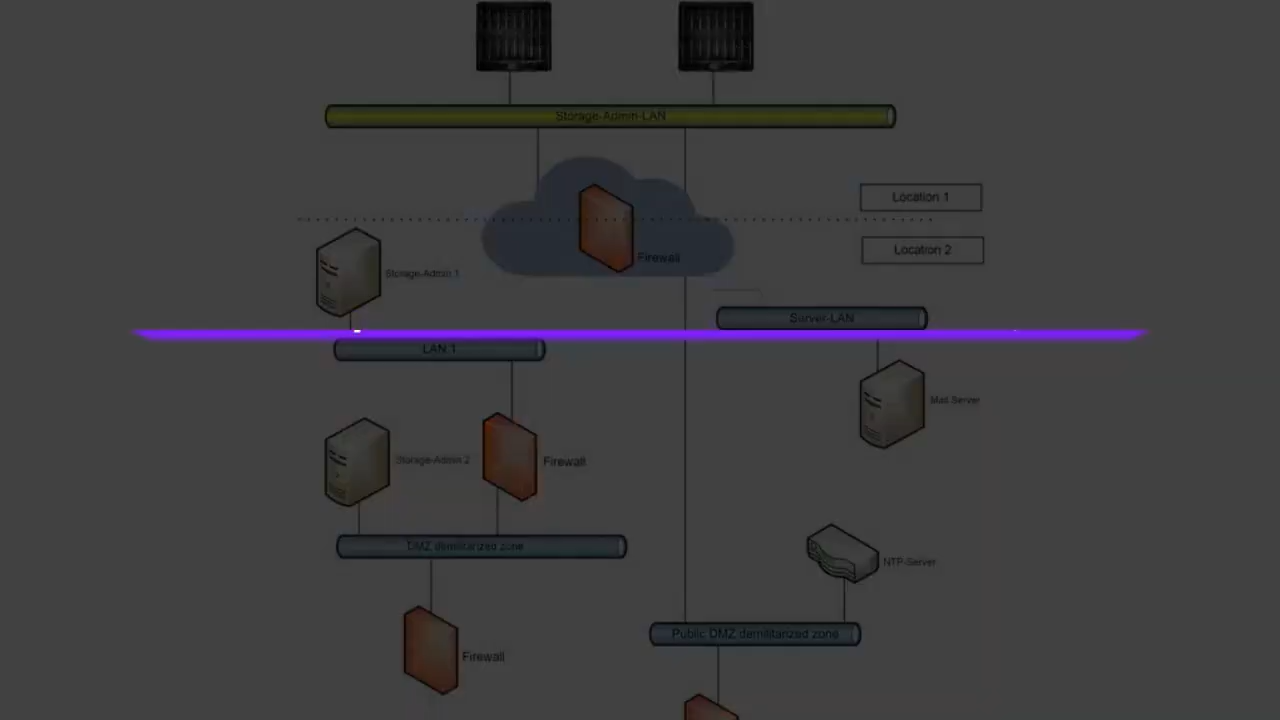 Storage-Admin-LAN
Location 1
Firewall
Location 2
Storage-Admin 1
Server-LAN
LAN 1
Mail Server
Storage-Admin 2
Firewall
DMZ demilitarized zone
NTP-Server
Public DMZ demilitarized zone
Firewall